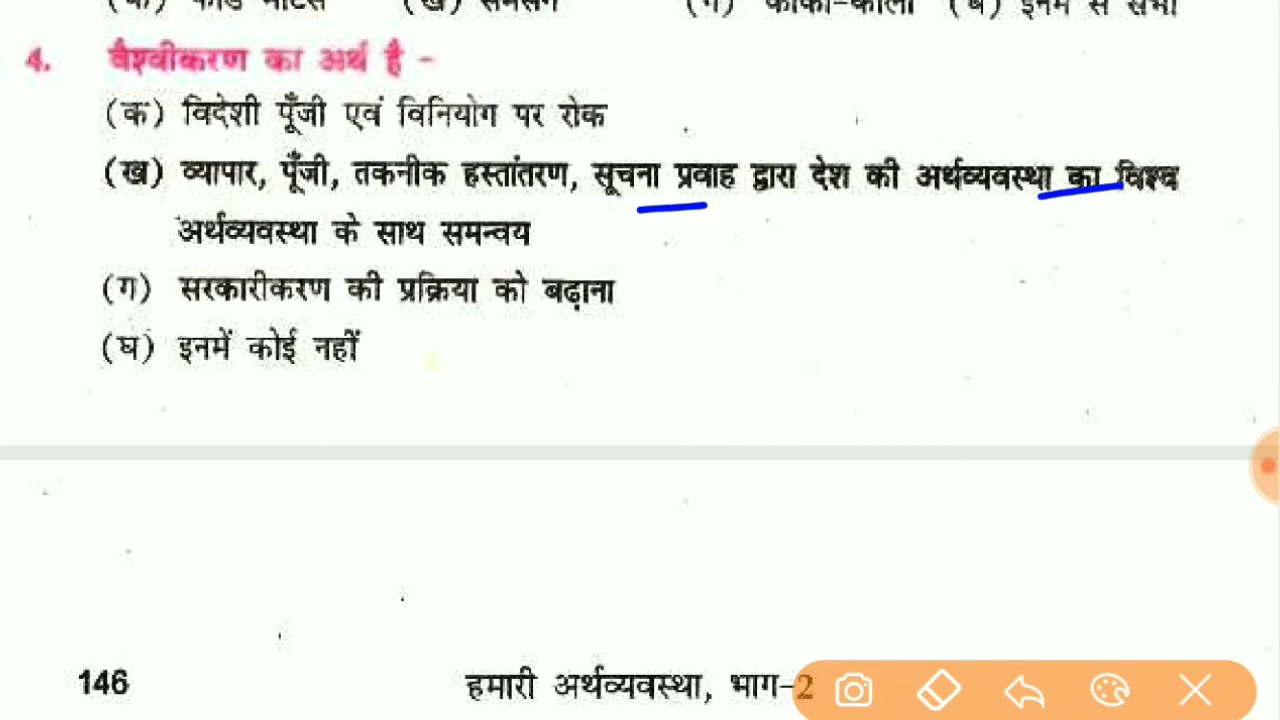 (ख)
(ग) कोका-कोला
4. वैश्वीकरण का अर्थ है -
(क) विदेशी पूँजी एवं विनियोग पर रोक
(ख) व्यापार, पूँजी, तकनीक हस्तांतरण, सूचना प्रवाह द्वारा देश की अर्थव्यवस्था का विश्व
अर्थव्यवस्था के साथ समन्वय
(ग) सरकारीकरण की प्रक्रिया को बढ़ाना
(घ) इनमें कोई नहीं
146 हमारी अर्थव्यवस्था, भाग-2